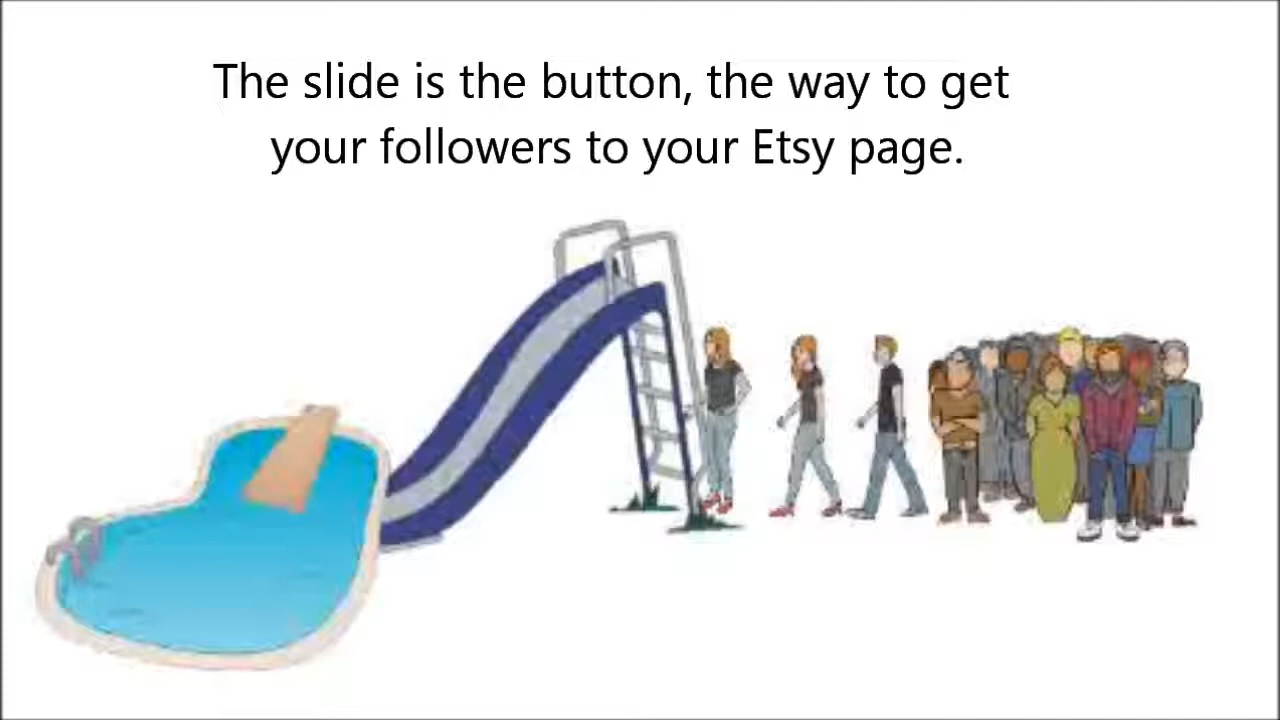 The slide is the button, the way to get
your followers to your Etsy page.